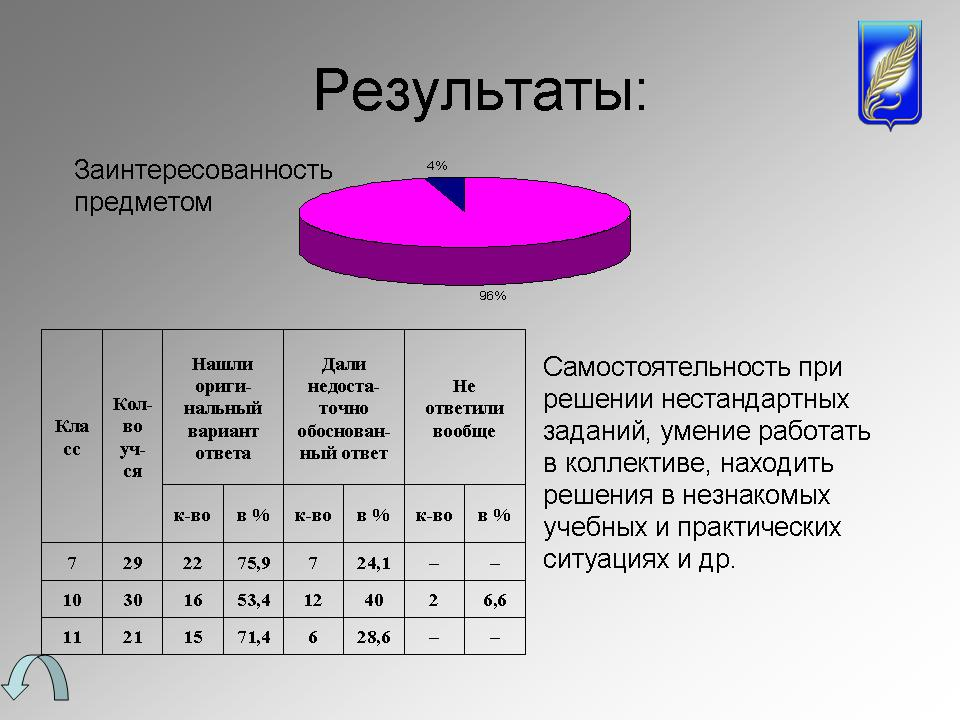 Результаты:
Заинтересованность
предметом
4%
96%
Кла
сс
Кол-
во
уч-
ся
Нашли
ориги-
нальный
вариант
ответа
Дали
недоста-
точно
обоснован-
ный ответ
Не
ответили
вообще
к-во в % к-во в % к-во в %
7 29 22 75,9 7 24,1 – –
10 30 16 53,4 12 40 2 6,6
11 21 15 71,4 6 28,6 – –
Самостоятельность при
решении нестандартных
заданий, умение работать
в коллективе, находить
решения в незнакомых
учебных и практических
ситуациях и др.